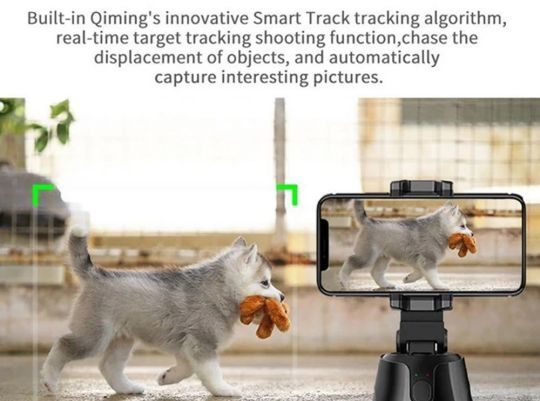 Built-in Qiming's innovative Smart Track tracking algorithm,
real-time target tracking shooting function,chase the
displacement of objects, and automatically
capture interesting pictures.